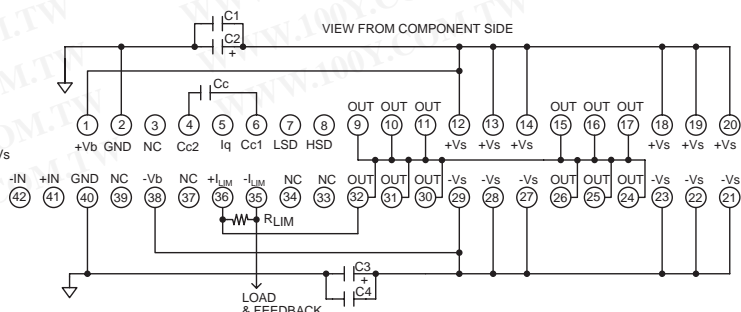 C1
C2
+
VIEW FROM COMPONENT SIDE
Cc
OUT OUT OUT OUT OUT OUT
1 2 3 4 5 6 7 8 9 10 11 12 13 14 15 16 17 18 19 20
+Vb GND NC Cc2 Iq Cc1 LSD HSD +Vs +Vs +Vs +Vs +Vs +Vs
Vs
-IN +IN GND NC -Vb NC +ILIM -ILIM NC NC OUT OUT OUT -Vs -Vs -Vs OUT OUT OUT -Vs -Vs -Vs
42 41 40 39 38 37 36 35 34 33 32 31 30 29 28 27 26 25 24 23 22 21
RLIM
C3
+
C4
LOAD
& FEEDBACK
WWW.100Y.COM.TW